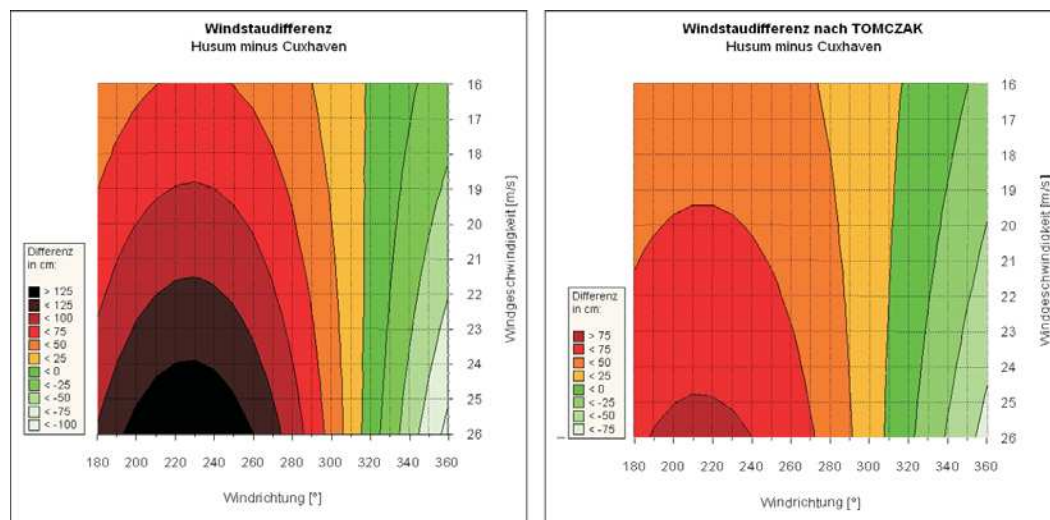 Windstaudifferenz
Husum minus Cuxhaven
16
17
18
19
20
21
22
23
24
25
26
Windgeschwindigkeit [m/s]
Differenz
in cm:
> 125
< 125
< 100
< 75
< 50
< 25
< 0
< -25
< -50
< -75
< -100
180 200 220 240 260 280 300 320 340 360
Windrichtung [°]
Windstaudifferenz nach TOMCZAK
Husum minus Cuxhaven
16
17
18
19
20
21
22
23
24
25
26
Windgeschwindigkeit [m/s]
Differenz
in cm:
> 75
< 75
< 50
< 25
< 0
< -25
< -50
< -75
180 200 220 240 260 280 300 320 340 360
Windrichtung [°]